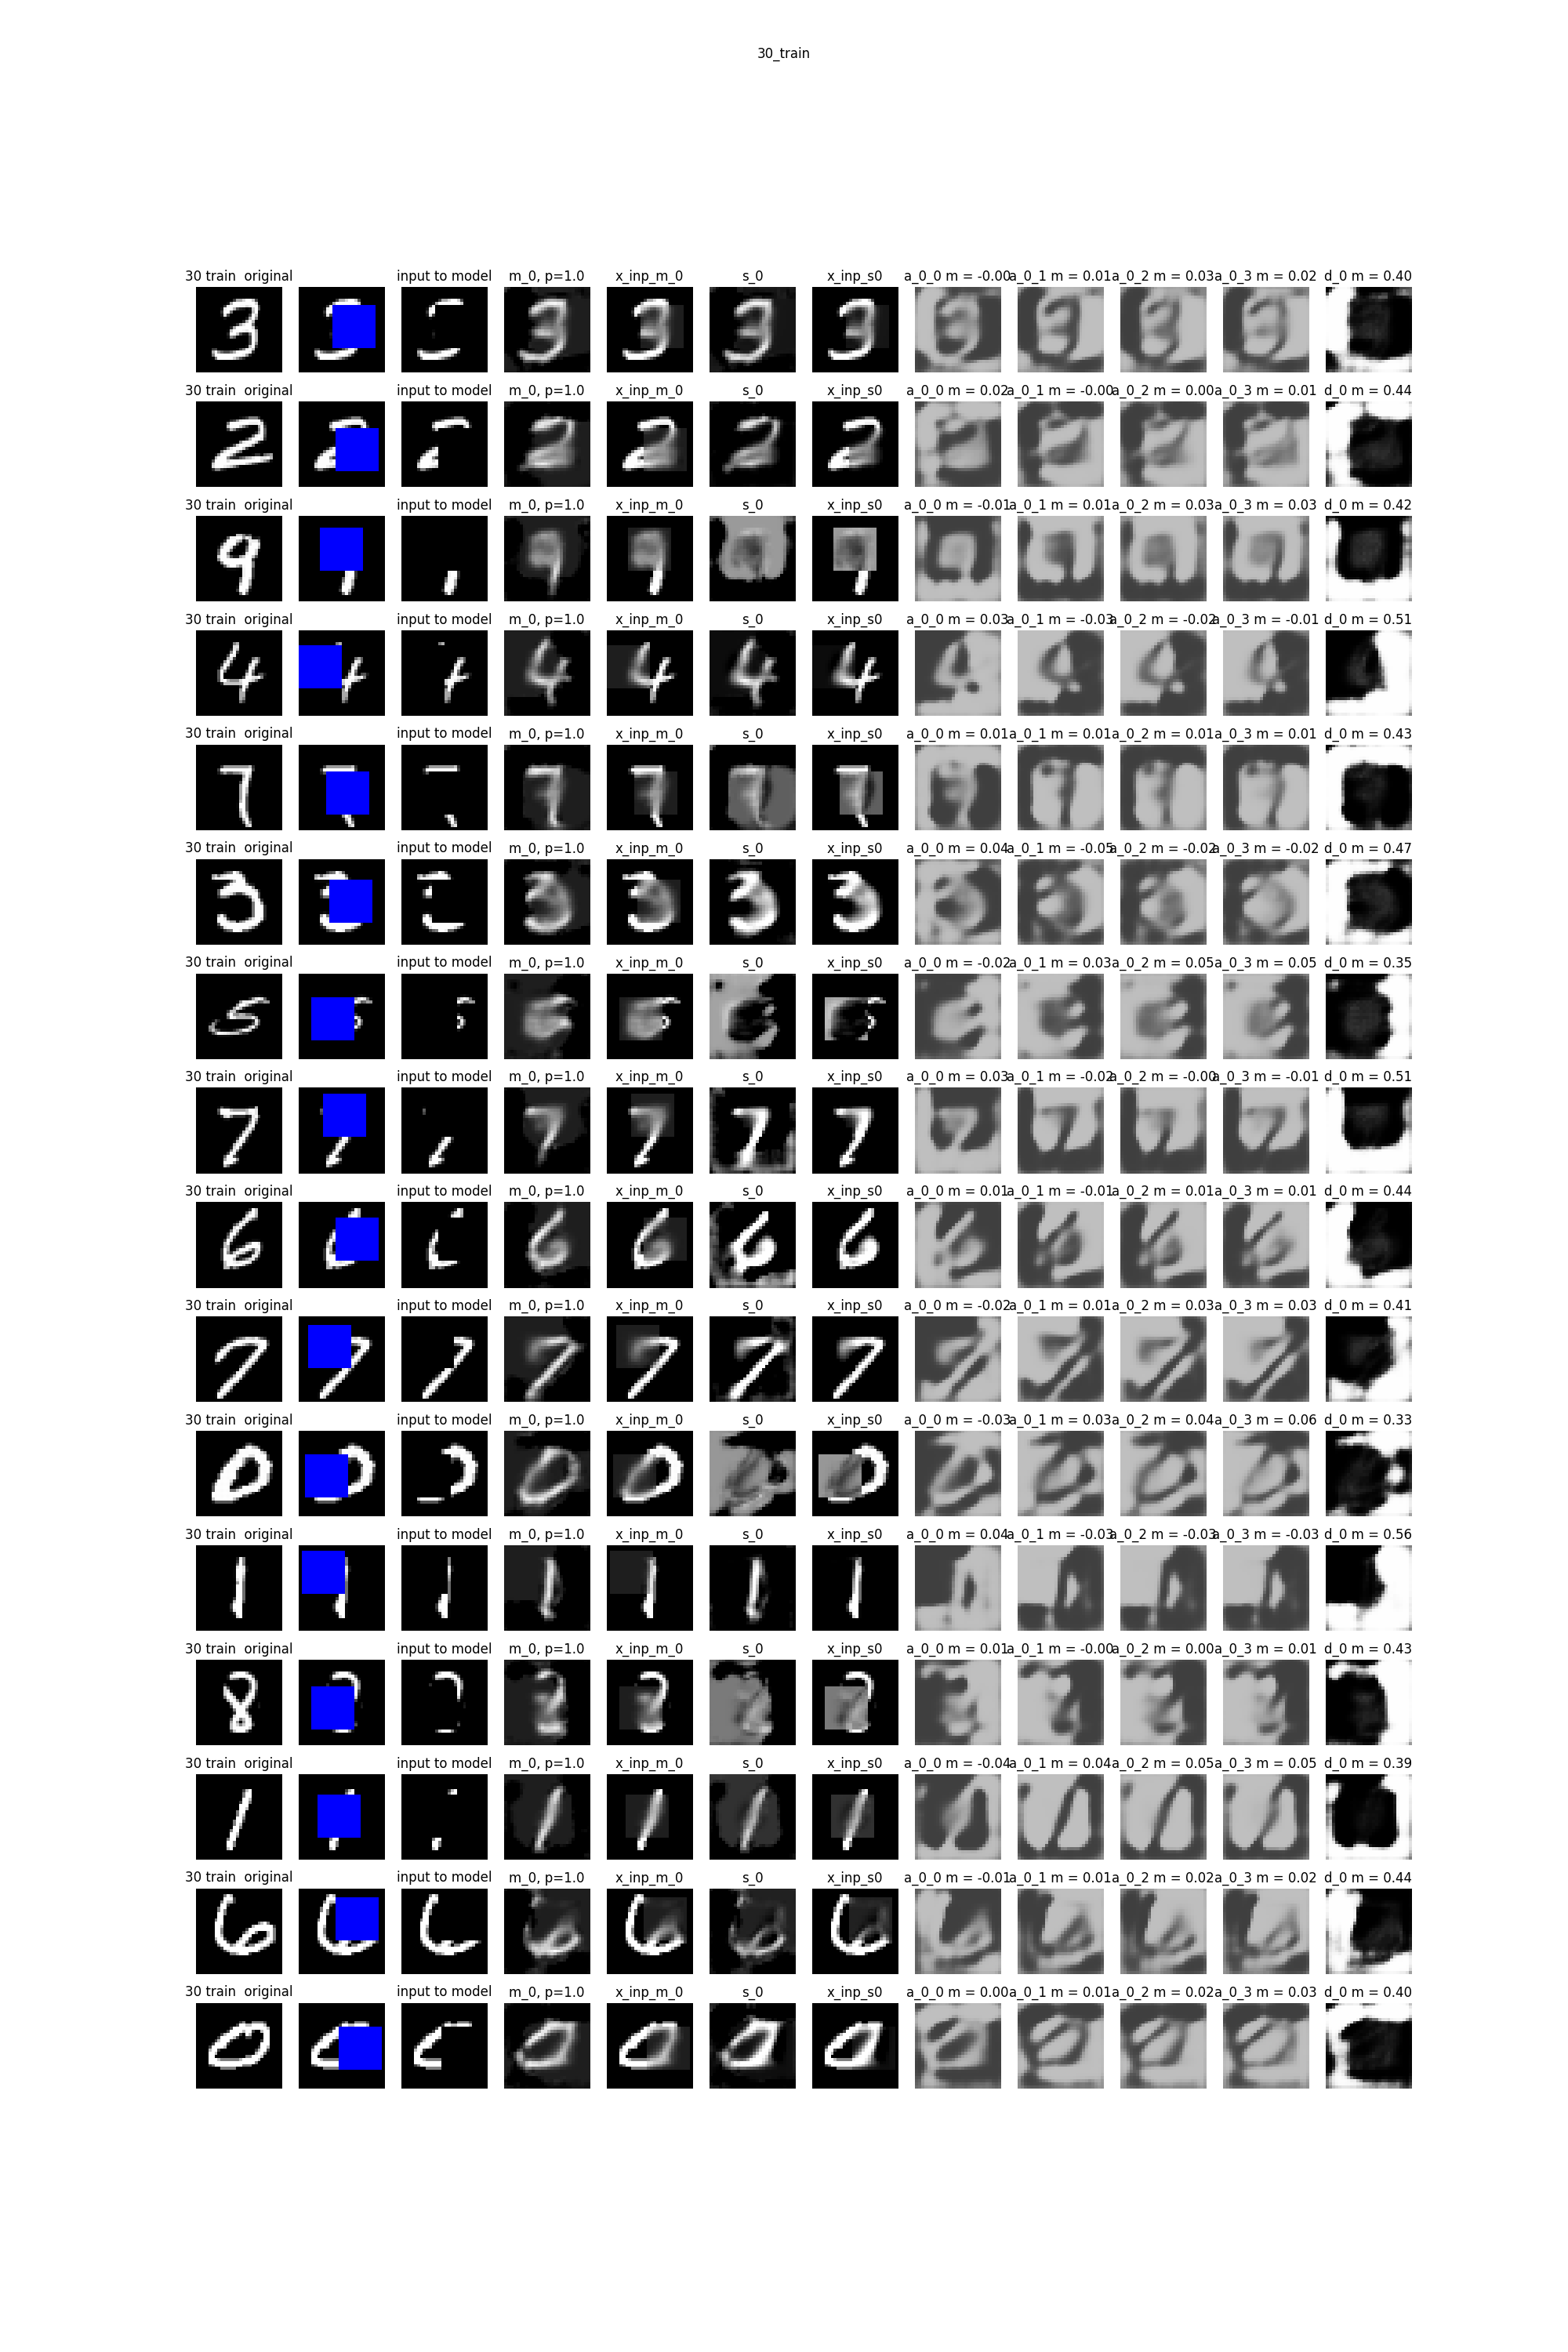 30_train
30 train  original input to model m_0, p=1.0 x_inp_m_0 s_0 x_inp_s0 a_0_0 m = -0.00 a_0_1 m = 0.01 a_0_2 m = 0.03 a_0_3 m = 0.02 d_0 m = 0.40
30 train  original input to model m_0, p=1.0 x_inp_m_0 s_0 x_inp_s0 a_0_0 m = 0.02 a_0_1 m = -0.00 a_0_2 m = 0.00 a_0_3 m = 0.01 d_0 m = 0.44
30 train  original input to model m_0, p=1.0 x_inp_m_0 s_0 x_inp_s0 a_0_0 m = -0.01 a_0_1 m = 0.01 a_0_2 m = 0.03 a_0_3 m = 0.03 d_0 m = 0.42
30 train  original input to model m_0, p=1.0 x_inp_m_0 s_0 x_inp_s0 a_0_0 m = 0.03 a_0_1 m = -0.03 a_0_2 m = -0.02 a_0_3 m = -0.01 d_0 m = 0.51
30 train  original input to model m_0, p=1.0 x_inp_m_0 s_0 x_inp_s0 a_0_0 m = 0.01 a_0_1 m = 0.01 a_0_2 m = 0.01 a_0_3 m = 0.01 d_0 m = 0.43
30 train  original input to model m_0, p=1.0 x_inp_m_0 s_0 x_inp_s0 a_0_0 m = 0.04 a_0_1 m = -0.05 a_0_2 m = -0.02 a_0_3 m = -0.02 d_0 m = 0.47
30 train  original input to model m_0, p=1.0 x_inp_m_0 s_0 x_inp_s0 a_0_0 m = -0.02 a_0_1 m = 0.03 a_0_2 m = 0.05 a_0_3 m = 0.05 d_0 m = 0.35
30 train  original input to model m_0, p=1.0 x_inp_m_0 s_0 x_inp_s0 a_0_0 m = 0.03 a_0_1 m = -0.02 a_0_2 m = -0.00 a_0_3 m = -0.01 d_0 m = 0.51
30 train  original input to model m_0, p=1.0 x_inp_m_0 s_0 x_inp_s0 a_0_0 m = 0.01 a_0_1 m = -0.01 a_0_2 m = 0.01 a_0_3 m = 0.01 d_0 m = 0.44
30 train  original input to model m_0, p=1.0 x_inp_m_0 s_0 x_inp_s0 a_0_0 m = -0.02 a_0_1 m = 0.01 a_0_2 m = 0.03 a_0_3 m = 0.03 d_0 m = 0.41
30 train  original input to model m_0, p=1.0 x_inp_m_0 s_0 x_inp_s0 a_0_0 m = -0.03 a_0_1 m = 0.03 a_0_2 m = 0.04 a_0_3 m = 0.06 d_0 m = 0.33
30 train  original input to model m_0, p=1.0 x_inp_m_0 s_0 x_inp_s0 a_0_0 m = 0.04 a_0_1 m = -0.03 a_0_2 m = -0.03 a_0_3 m = -0.03 d_0 m = 0.56
30 train  original input to model m_0, p=1.0 x_inp_m_0 s_0 x_inp_s0 a_0_0 m = 0.01 a_0_1 m = -0.00 a_0_2 m = 0.00 a_0_3 m = 0.01 d_0 m = 0.43
30 train  original input to model m_0, p=1.0 x_inp_m_0 s_0 x_inp_s0 a_0_0 m = -0.04 a_0_1 m = 0.04 a_0_2 m = 0.05 a_0_3 m = 0.05 d_0 m = 0.39
30 train  original input to model m_0, p=1.0 x_inp_m_0 s_0 x_inp_s0 a_0_0 m = -0.01 a_0_1 m = 0.01 a_0_2 m = 0.02 a_0_3 m = 0.02 d_0 m = 0.44
30 train  original input to model m_0, p=1.0 x_inp_m_0 s_0 x_inp_s0 a_0_0 m = 0.00 a_0_1 m = 0.01 a_0_2 m = 0.02 a_0_3 m = 0.03 d_0 m = 0.40